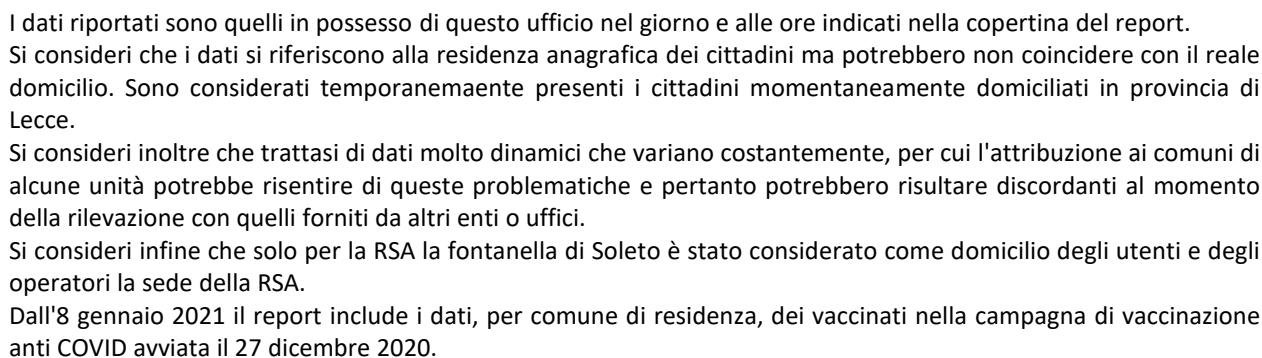 I dati riportati sono quelli in possesso di questo ufficio nel giorno e alle ore indicati nella copertina del report.
Si consideri che i dati si riferiscono alla residenza anagrafica dei cittadini ma potrebbero non coincidere con il reale
domicilio. Sono considerati temporanemaente presenti i cittadini momentaneamente domiciliati in provincia di
Lecce.
Si consideri inoltre che trattasi di dati molto dinamici che variano costantemente, per cui l'attribuzione ai comuni di
alcune unità potrebbe risentire di queste problematiche e pertanto potrebbero risultare discordanti al momento
della rilevazione con quelli forniti da altri enti o uffici.
Si consideri infine che solo per la RSA la fontanella di Soleto è stato considerato come domicilio degli utenti e degli
operatori la sede della RSA.
Dall'8 gennaio 2021 il report include i dati, per comune di residenza, dei vaccinati nella campagna di vaccinazione
anti COVID avviata il 27 dicembre 2020.